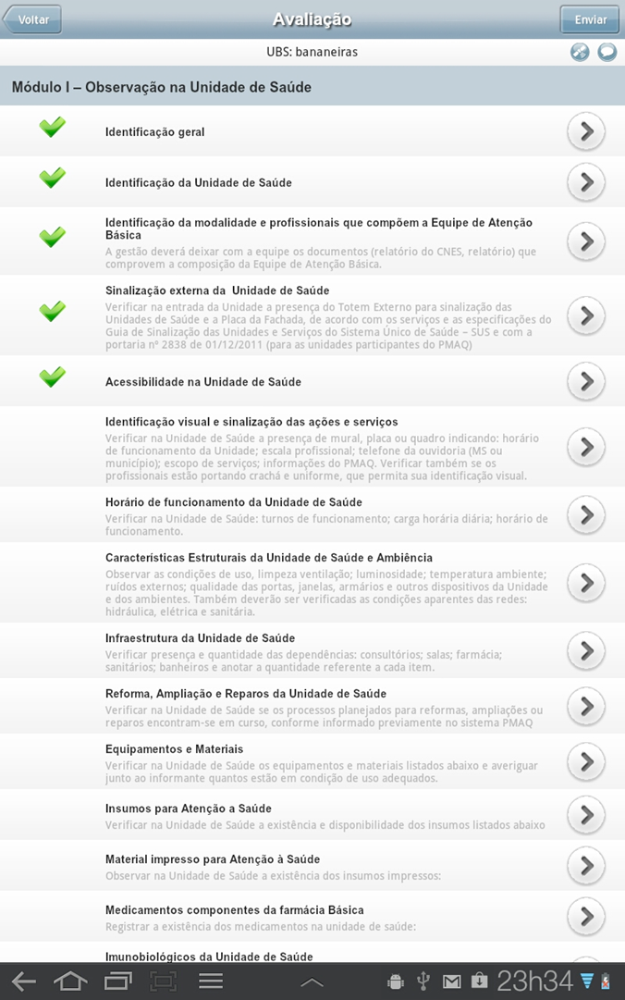 Voltar
Avaliação
Enviar
UBS: bananeiras
Módulo I – Observação na Unidade de Saúde
Identificação geral
Identificação da Unidade de Saúde
Identificação da modalidade e profissionais que compõem a Equipe de Atenção
Básica
A gestão deverá deixar com a equipe os documentos (relatório do CNES, relatório) que
comprovem a composição da Equipe de Atenção Básica.
Sinalização externa da  Unidade de Saúde
Verificar na entrada da Unidade a presença do Totem Externo para sinalização das
Unidades de Saúde e a Placa da Fachada, de acordo com os serviços e as especificações do
Guia de Sinalização das Unidades e Serviços do Sistema Único de Saúde – SUS e com a
portaria nº 2838 de 01/12/2011 (para as unidades participantes do PMAQ)
Acessibilidade na Unidade de Saúde
Identificação visual e sinalização das ações e serviços
Verificar na Unidade de Saúde a presença de mural, placa ou quadro indicando: horário
de funcionamento da Unidade; escala profissional; telefone da ouvidoria (MS ou
município); escopo de serviços; informações do PMAQ. Verificar também se os
profissionais estão portando crachá e uniforme, que permita sua identificação visual.
Horário de funcionamento da Unidade de Saúde
Verificar na Unidade de Saúde: turnos de funcionamento; carga horária diária; horário de
funcionamento.
Características Estruturais da Unidade de Saúde e Ambiência
Observar as condições de uso, limpeza ventilação; luminosidade; temperatura ambiente;
ruídos externos; qualidade das portas, janelas, armários e outros dispositivos da Unidade
e dos ambientes. Também deverão ser verificadas as condições aparentes das redes:
hidráulica, elétrica e sanitária.
Infraestrutura da Unidade de Saúde
Verificar presença e quantidade das dependências: consultórios; salas; farmácia;
sanitários; banheiros e anotar a quantidade referente a cada item.
Reforma, Ampliação e Reparos da Unidade de Saúde
Verificar na Unidade de Saúde se os processos planejados para reformas, ampliações ou
reparos encontram-se em curso, conforme informado previamente no sistema PMAQ
Equipamentos e Materiais
Verificar na Unidade de Saúde os equipamentos e materiais listados abaixo e averiguar
junto ao informante quantos estão em condição de uso adequados.
Insumos para Atenção a Saúde
Verificar na Unidade de Saúde a existência e disponibilidade dos insumos listados abaixo
Material impresso para Atenção à Saúde
Observar na Unidade de Saúde a existência dos insumos impressos:
Medicamentos componentes da farmácia Básica
Registrar a existência dos medicamentos na unidade de saúde:
Imunobiológicos da Unidade de Saúde
23h34